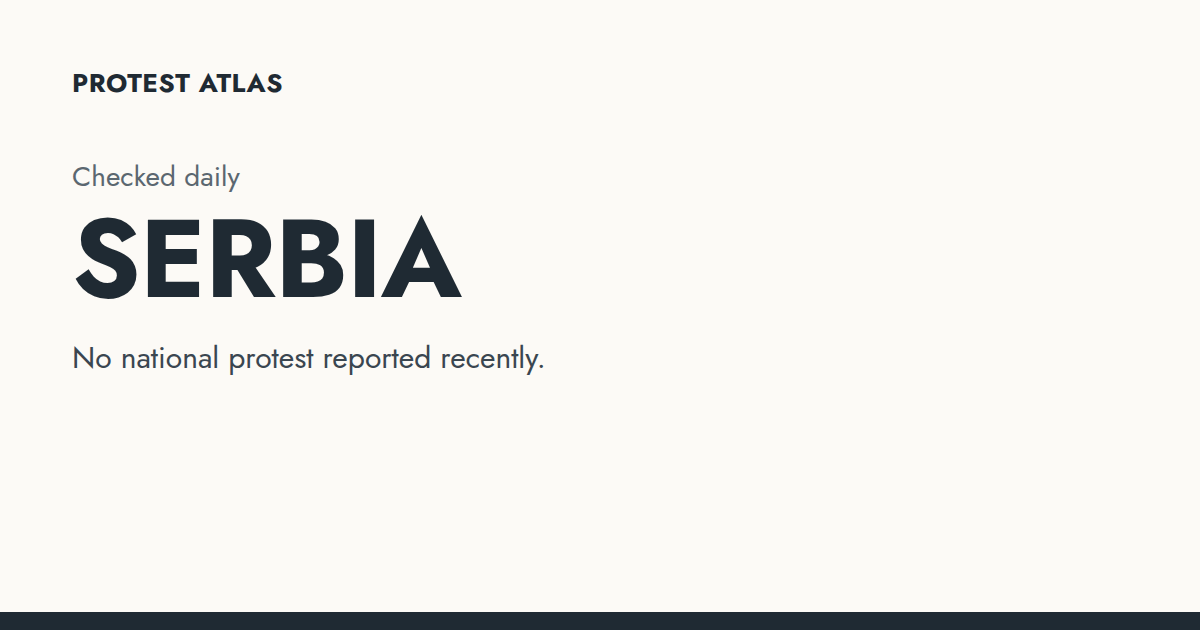 PROTEST ATLAS
Checked daily
SERBIA
No national protest reported recently.